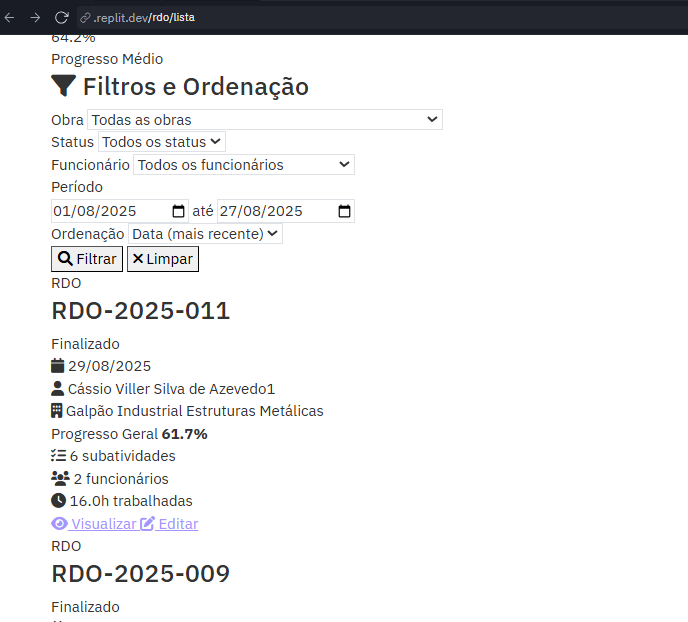 .replit.dev/rdo/lista
64.2%
Progresso Médio
Filtros e Ordenação
Obra Todas as obras
Status Todos os status
Funcionário Todos os funcionários
Período
01/08/2025 até 27/08/2025
Ordenação Data (mais recente)
Filtrar Limpar
RDO
RDO-2025-011
Finalizado
29/08/2025
Cássio Viller Silva de Azevedo1
Galpão Industrial Estruturas Metálicas
Progresso Geral 61.7%
6 subatividades
2 funcionários
16.0h trabalhadas
Visualizar Editar
RDO
RDO-2025-009
Finalizado